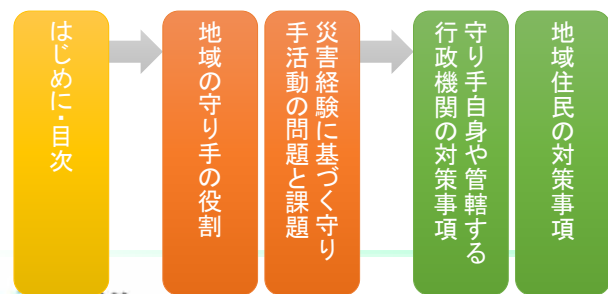 はじめに・目次
地域の守り手の役割
災害経験に基づく守り
手活動の問題と課題
守り手自身や管轄する
行政機関の対策事項
地域住民の対策事項